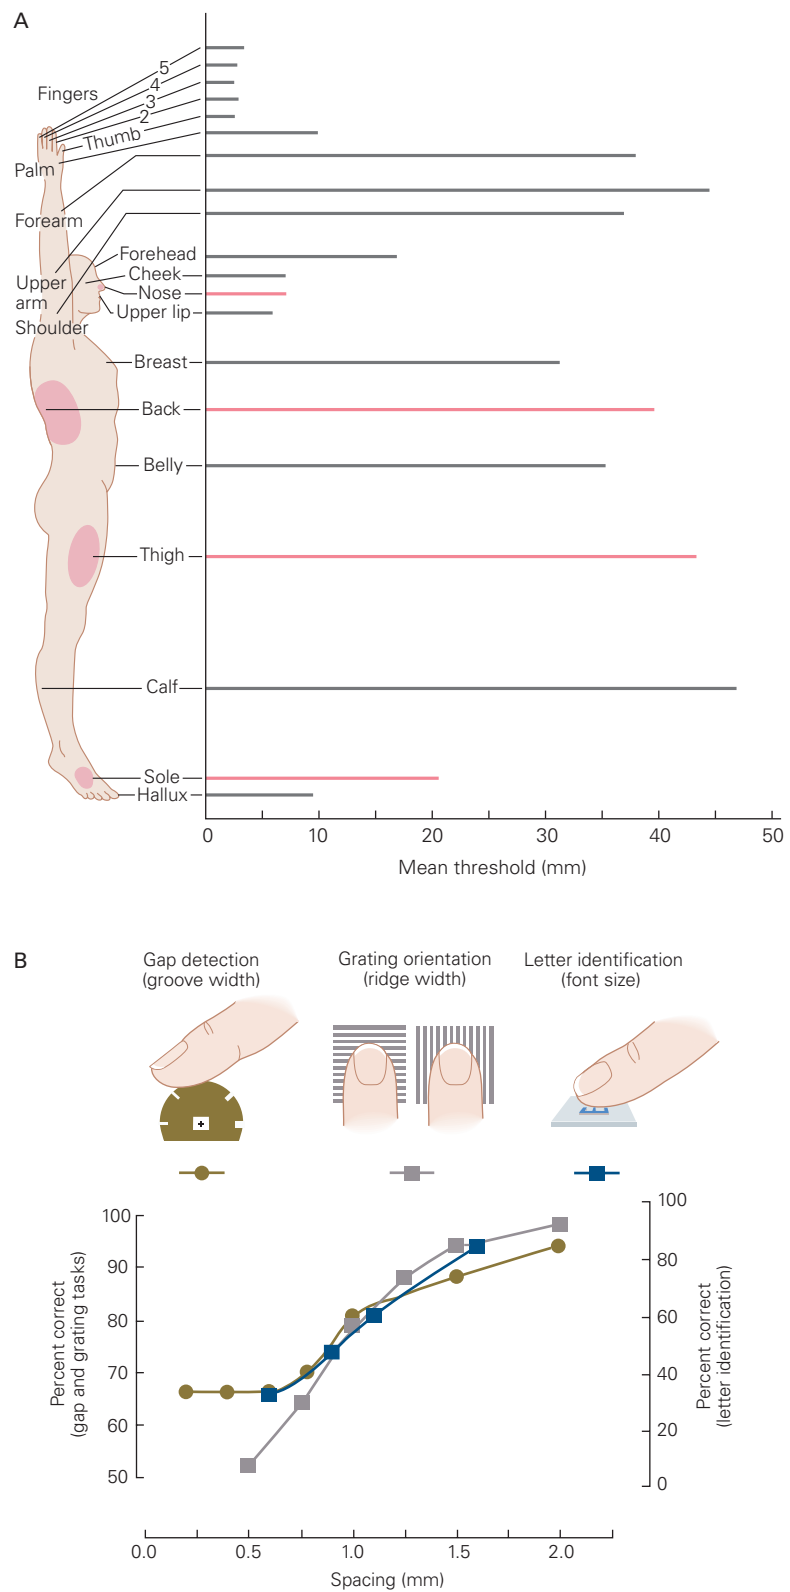 A
5
4
Fingers
3
2
Thumb
Palm
Forearm
Forehead
Cheek
Upper
arm
Nose
Upper lip
Shoulder
Breast
Back
Belly
Thigh
Calf
Sole
Hallux
0 10 20 30 40 50
Mean threshold (mm)
B
Gap detection
(groove width)
Grating orientation
(ridge width)
Letter identification
(font size)
100
90
80
70
60
50
Percent correct
(gap and grating tasks)
100
80
60
40
20
0
Percent correct
(letter identification)
0.0 0.5 1.0 1.5 2.0
Spacing (mm)